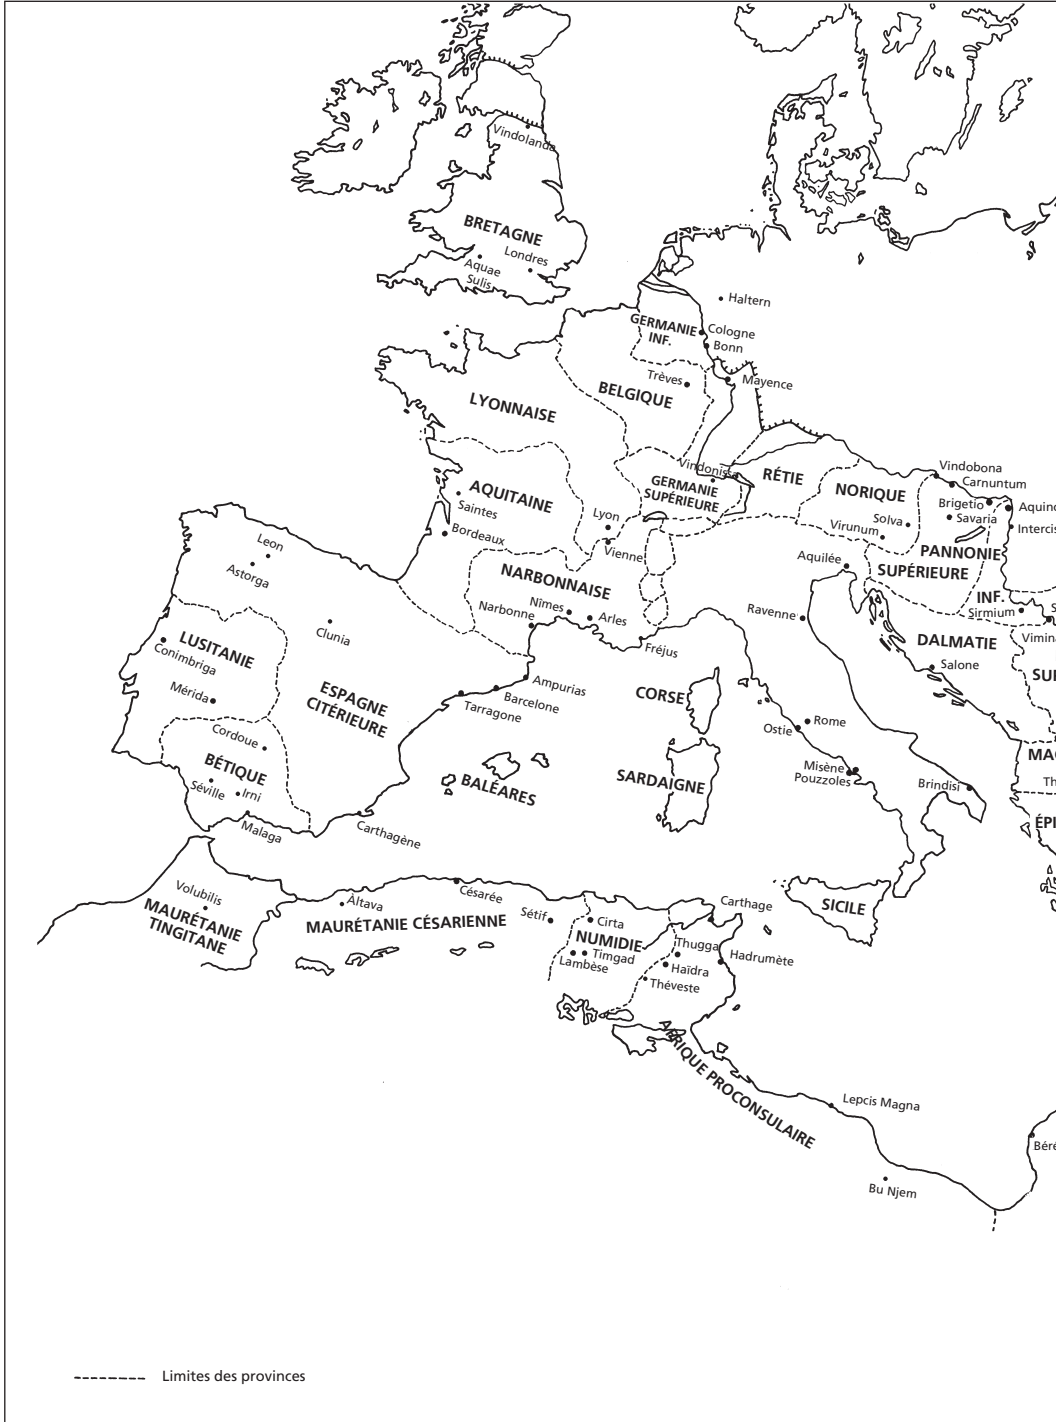 Vindolanda
BRETAGNE
Londres
Aquae
Sulis
Haltern
GERMANIE
INF.
Cologne
Bonn
Trèves
Mayence
BELGIQUE
LYONNAISE
Vindonissa
GERMANIE
SUPÉRIEURE
RÉTIE
NORIQUE
Vindobona
Carnuntum
Brigetio
Savaria
Solva
Virunum
PANNONIE
SUPÉRIEURE
INF.
Sirmium
AQUITAINE
Saintes
Bordeaux
Lyon
Vienne
NARBONNAISE
Nîmes
Arles
Narbonne
Fréjus
Aquilée
Ravenne
DALMATIE
Salone
Leon
Astorga
Clunia
LUSITANIE
Conimbriga
Mérida
ESPAGNE
CITÉRIEURE
Ampurias
Barcelone
Tarragone
Cordoue
BÉTIQUE
Séville
Irni
Malaga
Carthagène
BALÉARES
CORSE
SARDAIGNE
Rome
Ostie
Misène
Pouzzoles
Brindisi
SICILE
Volubilis
MAURÉTANIE
TINGITANE
Altava
Césarée
MAURÉTANIE CÉSARIENNE
Sétif
Cirta
NUMIDIE
Timgad
Lambèse
Carthage
Thugga
Hadrumète
Haïdra
Théveste
AFRIQUE PROCONSULAIRE
Lepcis Magna
Bu Njem
Limites des provinces